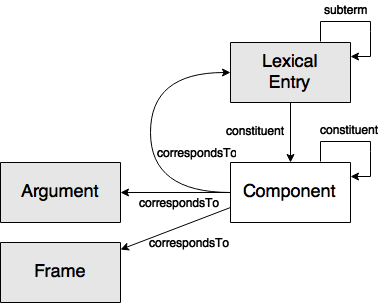 subterm
Lexical
Entry
constituent
constituent
correspondsTo
Argument
correspondsTo
Component
correspondsTo
Frame